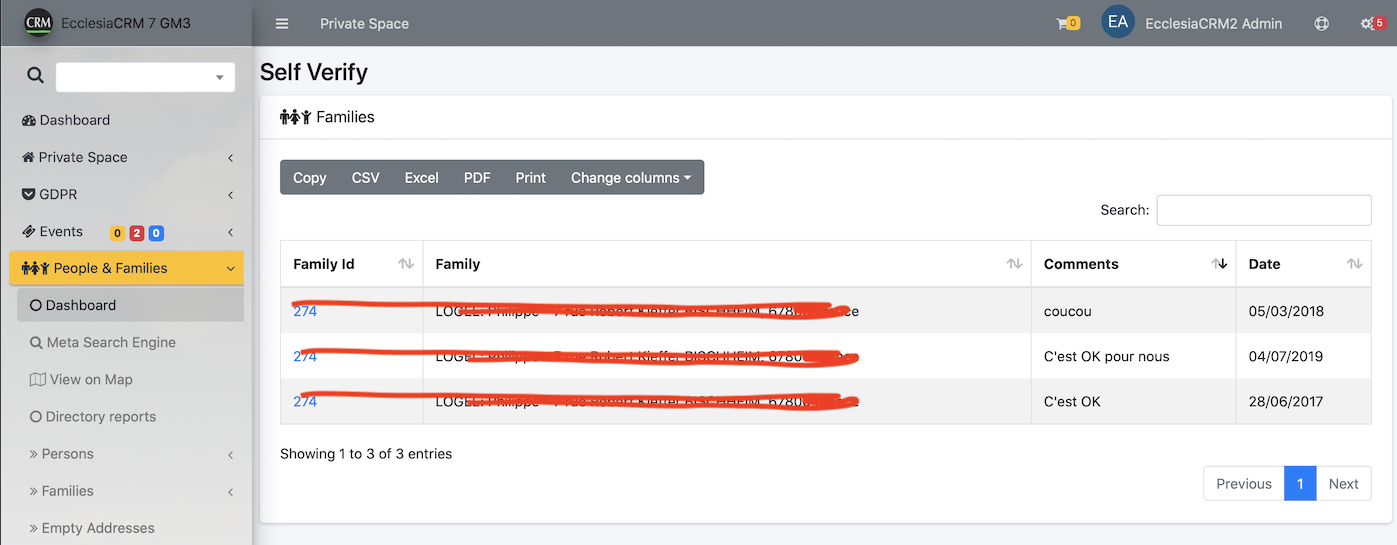 CRM EcclesiaCRM 7 GM3
Private Space
0
EA EcclesiaCRM2 Admin
5
Dashboard
Private Space
GDPR
Events 0 2 0
People & Families
Dashboard
Meta Search Engine
View on Map
Directory reports
» Persons
» Families
» Empty Addresses
Self Verify
Families
Copy CSV Excel PDF Print Change columns
Search:
Family Id Family Comments Date
274 coucou 05/03/2018
274 C'est OK pour nous 04/07/2019
274 C'est OK 28/06/2017
Showing 1 to 3 of 3 entries
Previous 1 Next